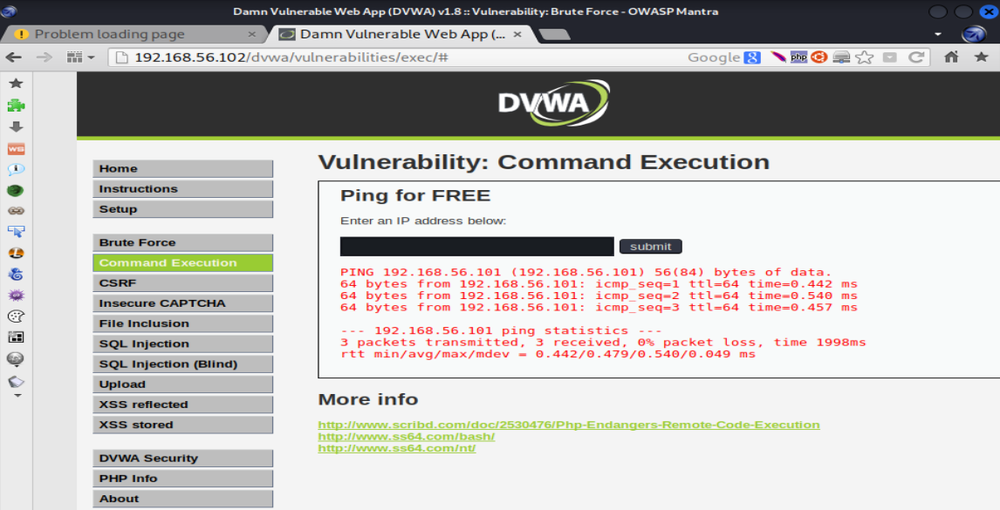 Damn Vulnerable Web App (DVWA) v1.8 :: Vulnerability: Brute Force - OWASP Mantra
Problem loading page ×
Damn Vulnerable Web App (... ×
192.168.56.102/dvwa/vulnerabilities/exec/#
Google 8 php
WS
DVWA
Home
Instructions
Setup
Brute Force
Command Execution
CSRF
Insecure CAPTCHA
File Inclusion
SQL Injection
SQL Injection (Blind)
Upload
XSS reflected
XSS stored
DVWA Security
PHP Info
About
Vulnerability: Command Execution
Ping for FREE
Enter an IP address below:
submit
PING 192.168.56.101 (192.168.56.101) 56(84) bytes of data.
64 bytes from 192.168.56.101: icmp_seq=1 ttl=64 time=0.442 ms
64 bytes from 192.168.56.101: icmp_seq=2 ttl=64 time=0.540 ms
64 bytes from 192.168.56.101: icmp_seq=3 ttl=64 time=0.457 ms
--- 192.168.56.101 ping statistics ---
3 packets transmitted, 3 received, 0% packet loss, time 1998ms
rtt min/avg/max/mdev = 0.442/0.479/0.540/0.049 ms
More info
http://www.scribd.com/doc/2530476/Php-Endangers-Remote-Code-Execution
http://www.ss64.com/bash/
http://www.ss64.com/nt/